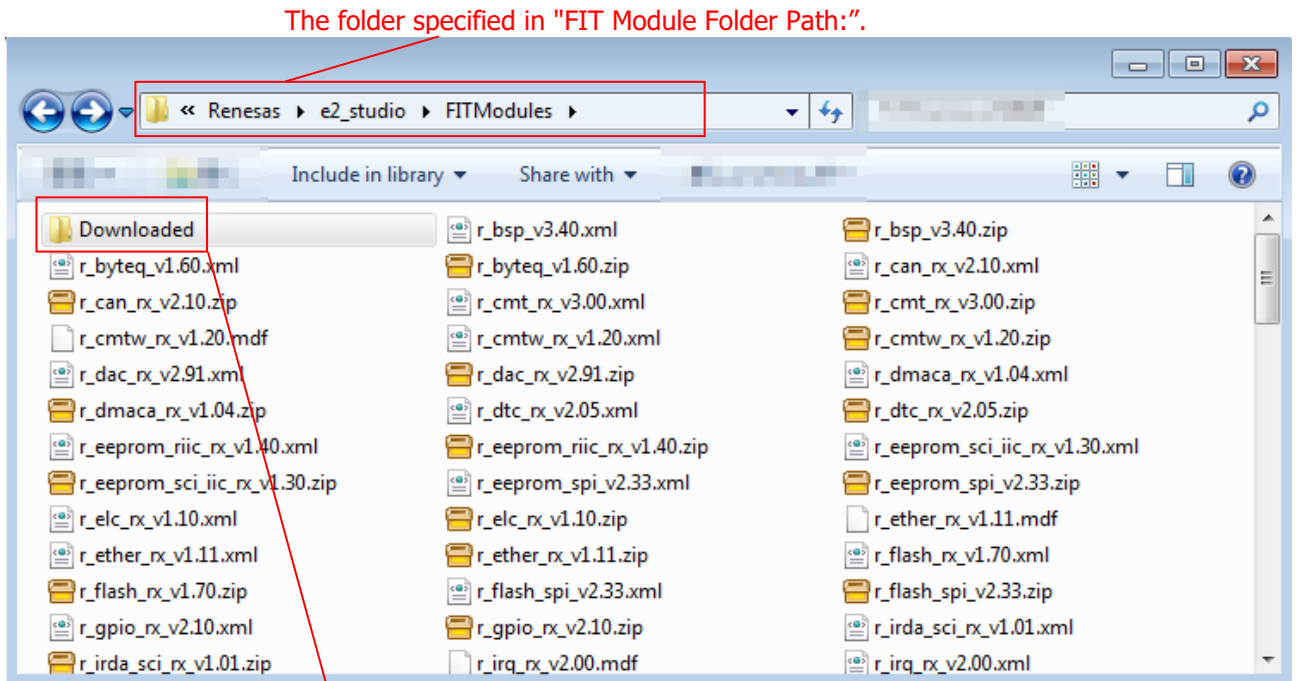 The folder specified in "FIT Module Folder Path:”.
« Renesas ▸ e2_studio ▸ FITModules ▸
Include in library ▾ Share with ▾
Downloaded r_bsp_v3.40.xml r_bsp_v3.40.zip
r_byteq_v1.60.xml r_byteq_v1.60.zip r_can_rx_v2.10.xml
r_can_rx_v2.10.zip r_cmt_rx_v3.00.xml r_cmt_rx_v3.00.zip
r_cmtw_rx_v1.20.mdf r_cmtw_rx_v1.20.xml r_cmtw_rx_v1.20.zip
r_dac_rx_v2.91.xml r_dac_rx_v2.91.zip r_dmaca_rx_v1.04.xml
r_dmaca_rx_v1.04.zip r_dtc_rx_v2.05.xml r_dtc_rx_v2.05.zip
r_eeprom_riic_rx_v1.40.xml r_eeprom_riic_rx_v1.40.zip r_eeprom_sci_iic_rx_v1.30.xml
r_eeprom_sci_iic_rx_v1.30.zip r_eeprom_spi_v2.33.xml r_eeprom_spi_v2.33.zip
r_elc_rx_v1.10.xml r_elc_rx_v1.10.zip r_ether_rx_v1.11.mdf
r_ether_rx_v1.11.xml r_ether_rx_v1.11.zip r_flash_rx_v1.70.xml
r_flash_rx_v1.70.zip r_flash_spi_v2.33.xml r_flash_spi_v2.33.zip
r_gpio_rx_v2.10.xml r_gpio_rx_v2.10.zip r_irda_sci_rx_v1.01.xml
r_irda_sci_rx_v1.01.zip r_irq_rx_v2.00.mdf r_irq_rx_v2.00.xml